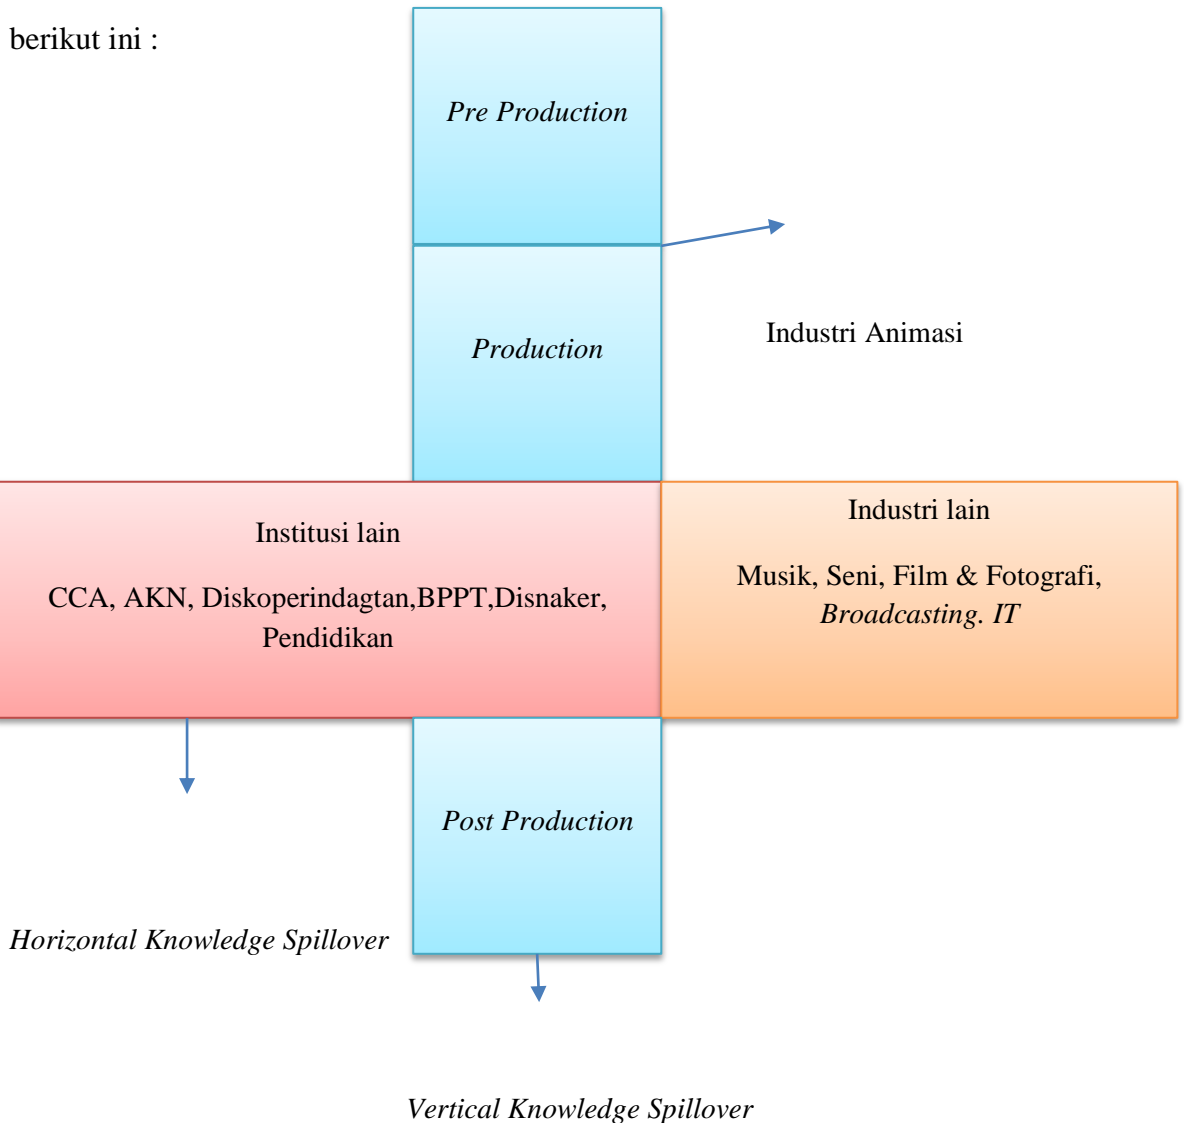 berikut ini :
Pre Production
Production
Industri Animasi
Institusi lain
CCA, AKN, Diskoperindagtan,BPPT,Disnaker,
Pendidikan
Industri lain
Musik, Seni, Film & Fotografi,
Broadcasting. IT
Post Production
Horizontal Knowledge Spillover
Vertical Knowledge Spillover